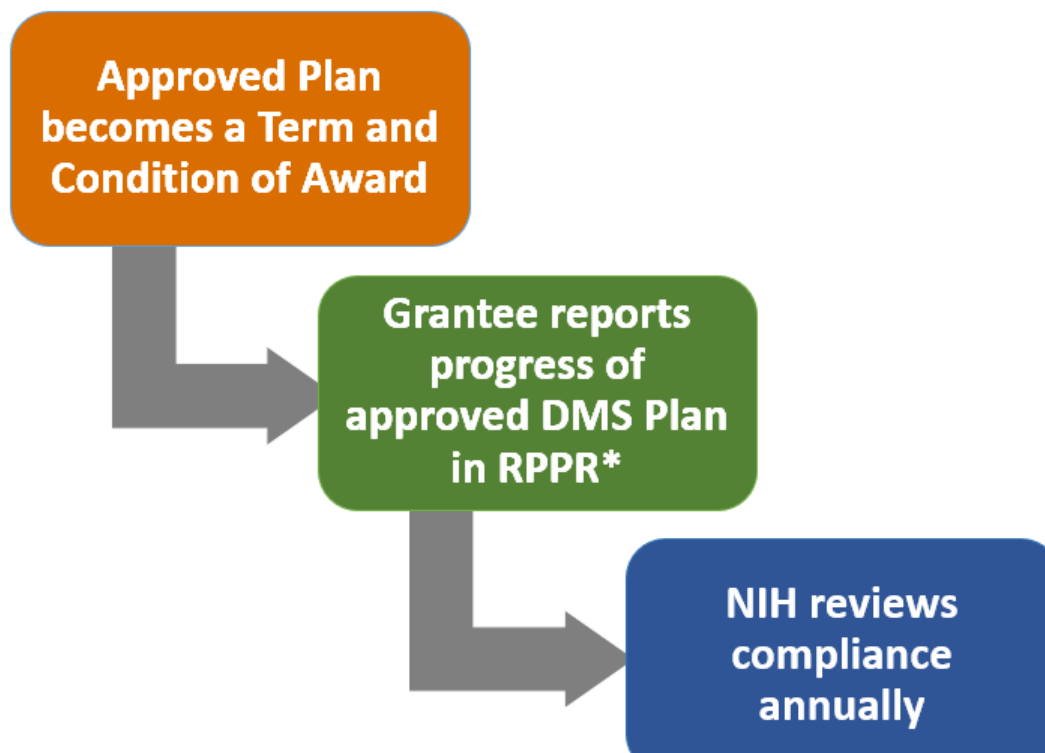 Approved Plan
becomes a Term and
Condition of Award
Grantee reports
progress of
approved DMS Plan
in RPPR*
NIH reviews
compliance
annually